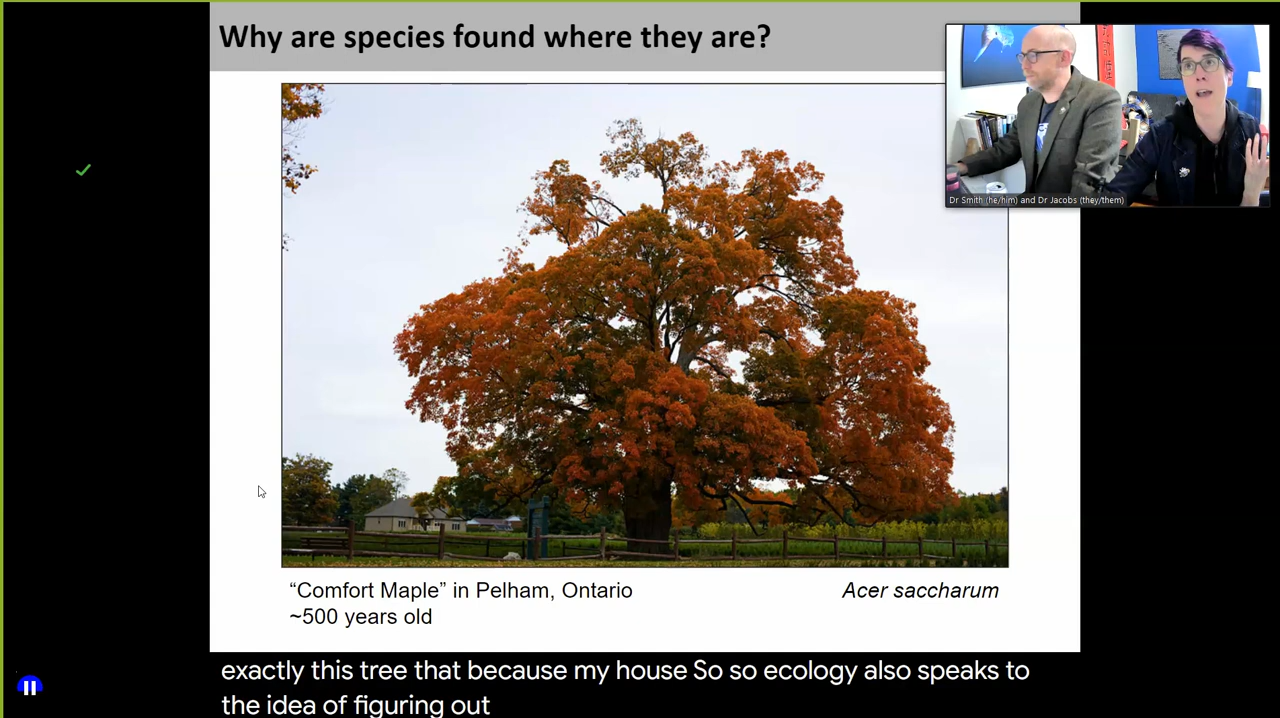 Why are species found where they are?
Dr Smith (he/him) and Dr Jacobs (they/them)
“Comfort Maple” in Pelham, Ontario
Acer saccharum
~500 years old
exactly this tree that because my house So so ecology also speaks to
the idea of figuring out